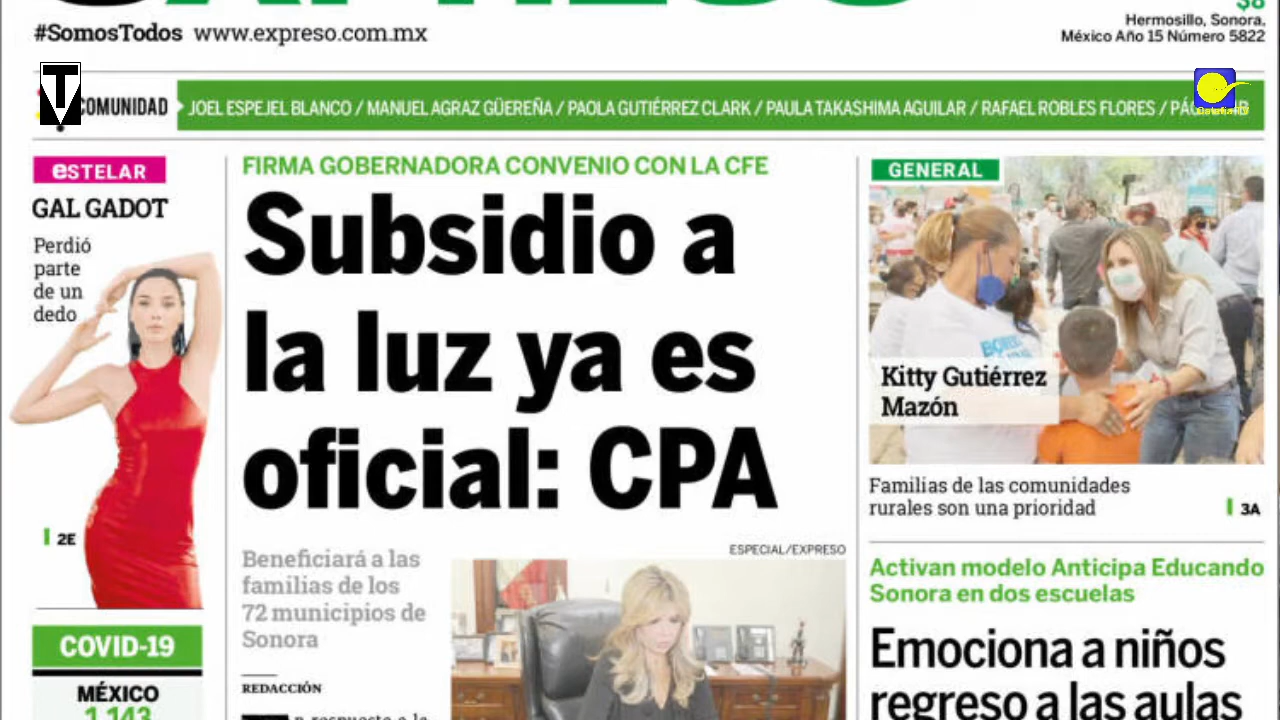 $8
#SomosTodos www.expreso.com.mx
Hermosillo, Sonora,
México Año 15 Número 5822
T
COMUNIDAD
JOEL ESPEJEL BLANCO / MANUEL AGRAZ GÜEREÑA / PAOLA GUTIÉRREZ CLARK / PAULA TAKASHIMA AGUILAR / RAFAEL ROBLES FLORES /
eSTELAR
GAL GADOT
Perdió
parte
de un
dedo
2E
COVID-19
MÉXICO
1,143
FIRMA GOBERNADORA CONVENIO CON LA CFE
Subsidio a
la luz ya es
oficial: CPA
Beneficiará a las
familias de los
72 municipios de
Sonora
REDACCIÓN
ESPECIAL/EXPRESO
GENERAL
Kitty Gutiérrez
Mazón
Familias de las comunidades
rurales son una prioridad
3A
Activan modelo Anticipa Educando
Sonora en dos escuelas
Emociona a niños
regreso a las aulas